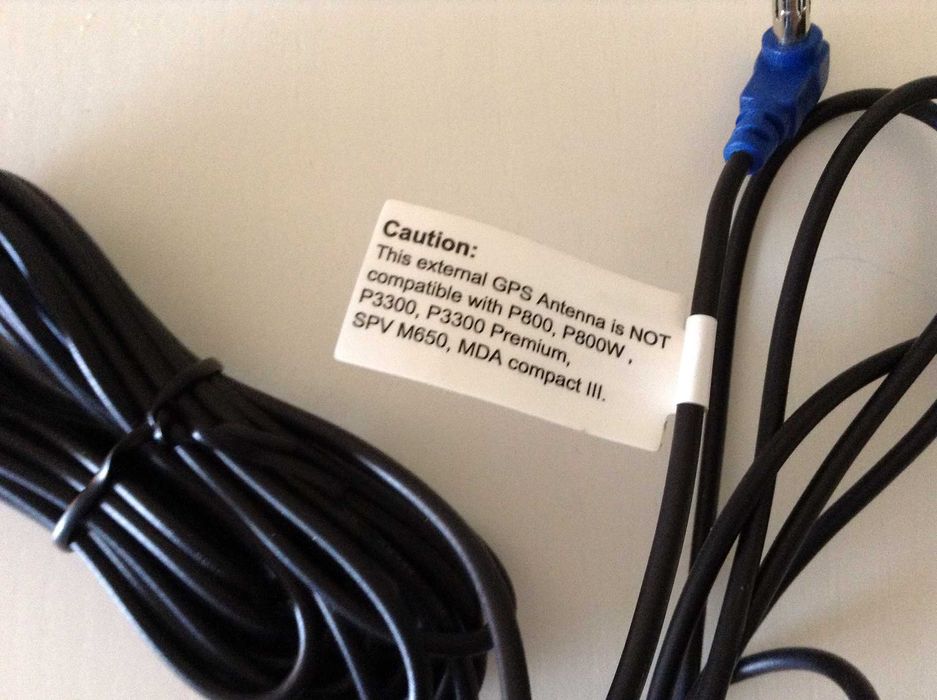 Caution:
This external GPS Antenna is NOT
compatible with P800, P800W ,
P3300, P3300 Premium,
SPV M650, MDA compact III.